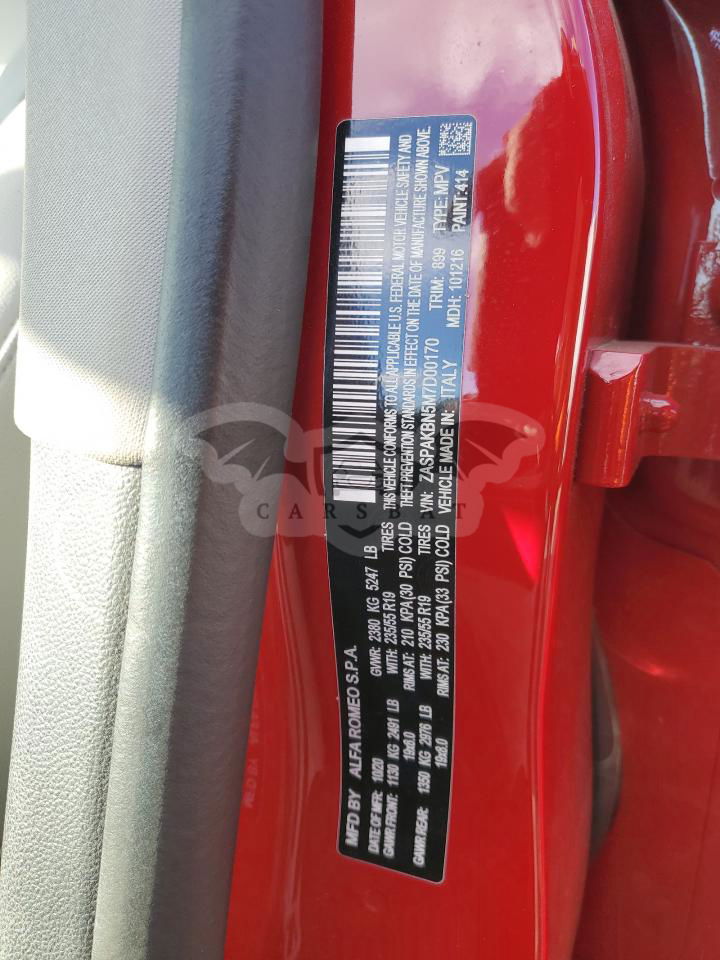 MFD BY ALFA ROMEO S.P.A.
DATE OF MFR: 10/20 GVWR: 2380 KG 5247 LB TIRES THIS VEHICLE CONFORMS TO ALL APPLICABLE U.S. FEDERAL MOTOR VEHICLE SAFETY AND
GAWR FRONT: 1130 KG 2491 LB WITH: 235/55 R19 THEFT PREVENTION STANDARDS IN EFFECT ON THE DATE OF MANUFACTURE SHOWN ABOVE.
19x8.0 RIMS AT: 210 KPA(30 PSI) COLD
TIRES VIN: ZASPAKBN5M7D00170 TRIM: 899 TYPE: MPV
GAWR REAR: 1350 KG 2976 LB WITH: 235/55 R19 VEHICLE MADE IN: ITALY MDH: 101216 PAINT: 414
19x8.0 RIMS AT: 230 KPA(33 PSI) COLD
CARSBAT